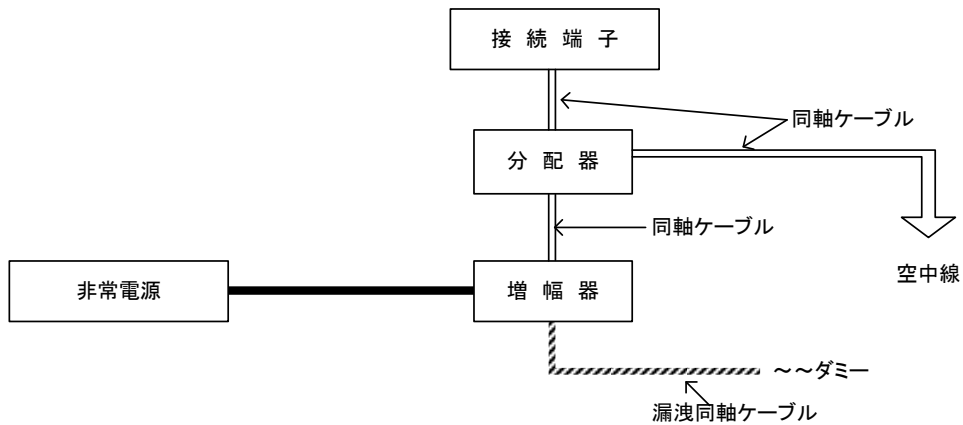 接続端子
同軸ケーブル
分配器
同軸ケーブル
空中線
非常電源
増幅器
～～ダミー
漏洩同軸ケーブル